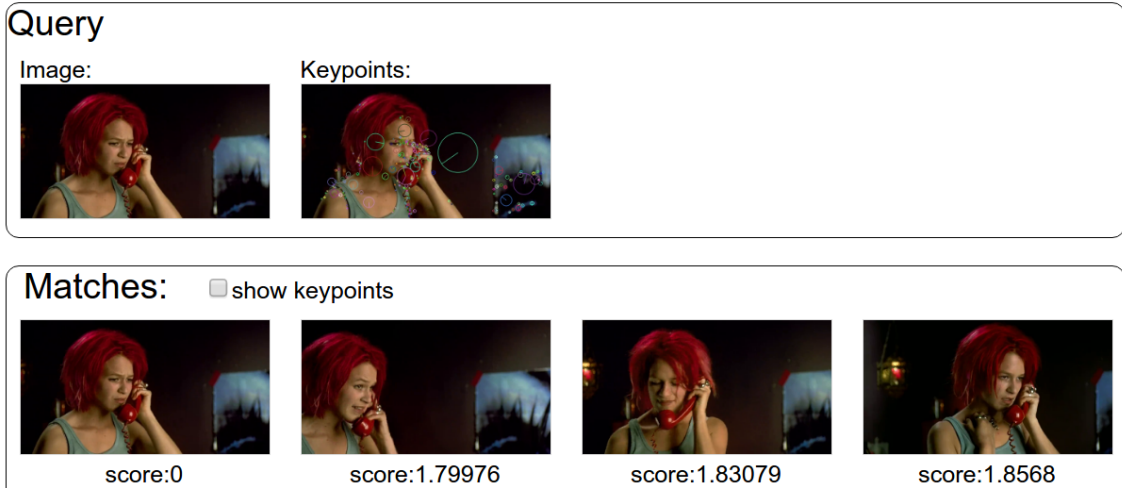 Query
Image:
Keypoints:
Matches:
show keypoints
score:0
score:1.79976
score:1.83079
score:1.8568